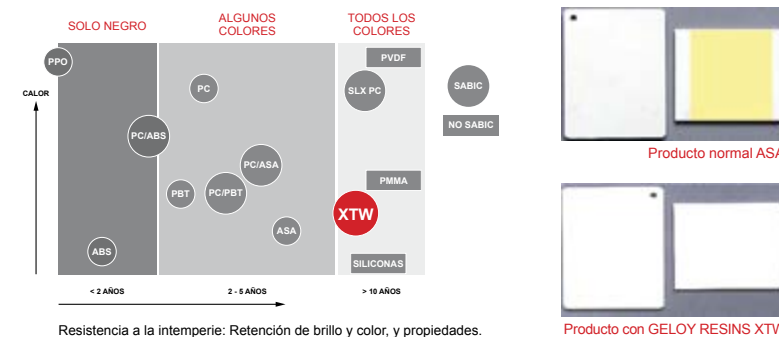 SOLO NEGRO
ALGUNOS
COLORES
TODOS LOS
COLORES
CALOR
PPO
PC/ABS
ABS
PC
PBT
PC/PBT
PC/ASA
ASA
PVDF
SLX PC
PMMA
XTW
SILICONAS
SABIC
NO SABIC
< 2 AÑOS
2 - 5 AÑOS
> 10 AÑOS
Resistencia a la intemperie: Retención de brillo y color, y propiedades.
Producto normal ASA
Producto con GELOY RESINS XTW